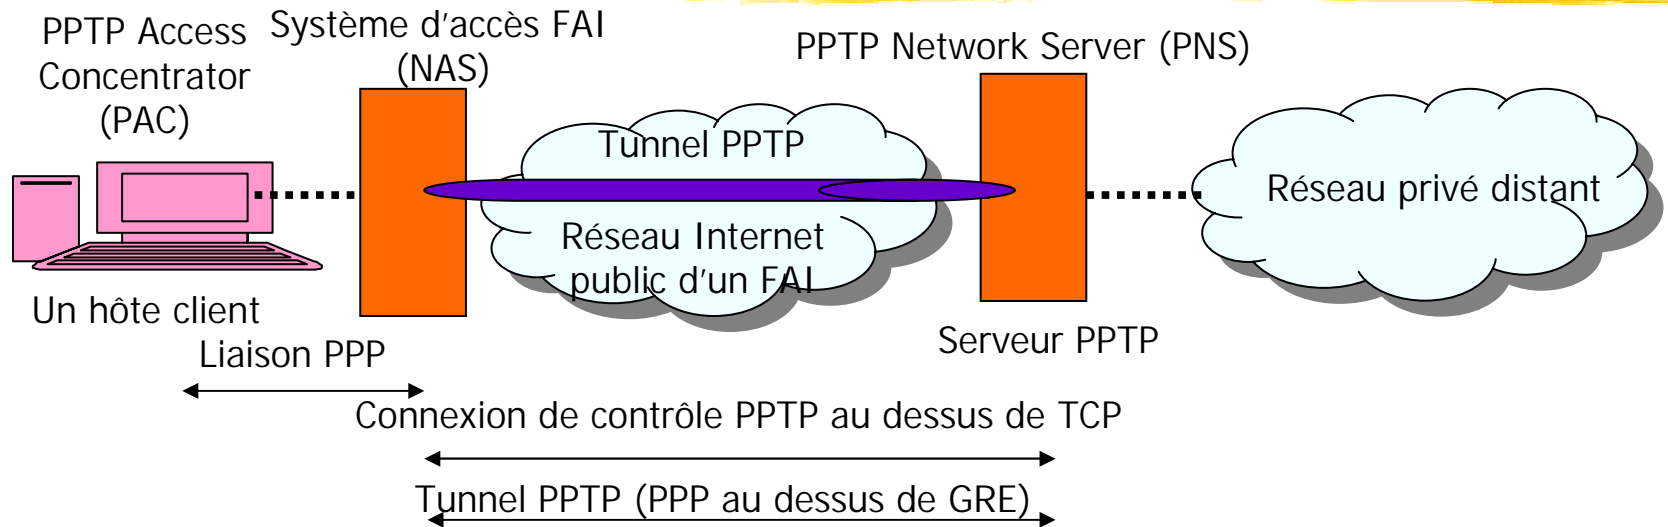 PPTP Access
Concentrator
(PAC)
Système d'accès FAI
(NAS)
PPTP Network Server (PNS)
Tunnel PPTP
Réseau Internet
public d'un FAI
Réseau privé distant
Un hôte client
Serveur PPTP
Liaison PPP
Connexion de contrôle PPTP au dessus de TCP
Tunnel PPTP (PPP au dessus de GRE)